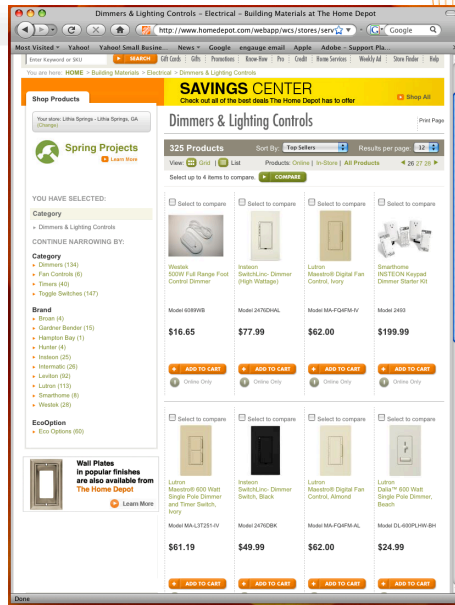 Dimmers & Lighting Controls – Electrical – Building Materials at The Home Depot
http://www.homedepot.com/webapp/wcs/stores/serv
Google
Most Visited Yahoo! Yahoo! Small Busine... News Google engauge email Apple Adobe – Support Pla...
Enter Keyword or SKU
SEARCH
Gift Cards Gifts Promotions Know-How Pro Credit Home Services Weekly Ad Store Finder Help
You are here: HOME > Building Materials > Electrical > Dimmers & Lighting Controls
SAVINGS CENTER
Check out all of the best deals The Home Depot has to offer
Shop All
Shop Products
Your store: Lithia Springs - Lithia Springs, GA
(Change)
Spring Projects
Learn More
YOU HAVE SELECTED:
Category
Dimmers & Lighting Controls
CONTINUE NARROWING BY:
Category
Dimmers (134)
Fan Controls (6)
Timers (40)
Toggle Switches (147)
Brand
Broan (4)
Gardner Bender (15)
Hampton Bay (1)
Hunter (4)
Insteon (25)
Intermatic (26)
Leviton (92)
Lutron (113)
Smarthome (8)
Westek (28)
EcoOption
Eco Options (60)
Wall Plates
in popular finishes
are also available from
The Home Depot
Learn More
Dimmers & Lighting Controls
Print Page
325 Products Sort By: Top Sellers Results per page: 12
View: Grid | List Products: Online | In-Store | All Products 26 27 28
Select up to 4 items to compare. COMPARE
Select to compare Select to compare Select to compare Select to compare
Westek
500W Full Range Foot
Control Dimmer
Model 6088WB
$16.65
ADD TO CART
Online Only
Insteon
SwitchLinc- Dimmer
(High Wattage)
Model 2476DHAL
$77.99
ADD TO CART
Online Only
Lutron
Maestro® Digital Fan
Control, Ivory
Model MA-FQ4FM-IV
$62.00
ADD TO CART
Online Only
Smarthome
INSTEON Keypad
Dimmer Starter Kit
Model 2493
$199.99
ADD TO CART
Online Only
Select to compare Select to compare Select to compare Select to compare
Lutron
Maestro® 600 Watt
Single Pole Dimmer
and Timer Switch,
Ivory
Model MA-L3T251-IV
$61.19
ADD TO CART
Insteon
SwitchLinc- Dimmer
Switch, Black
Model 2476DBK
$49.99
ADD TO CART
Lutron
Maestro® Digital Fan
Control, Almond
Model MA-FQ4FM-AL
$62.00
ADD TO CART
Lutron
Dalia™ 600 Watt
Single Pole Dimmer,
Beach
Model DL-600PLHW-BH
$24.99
ADD TO CART
Done